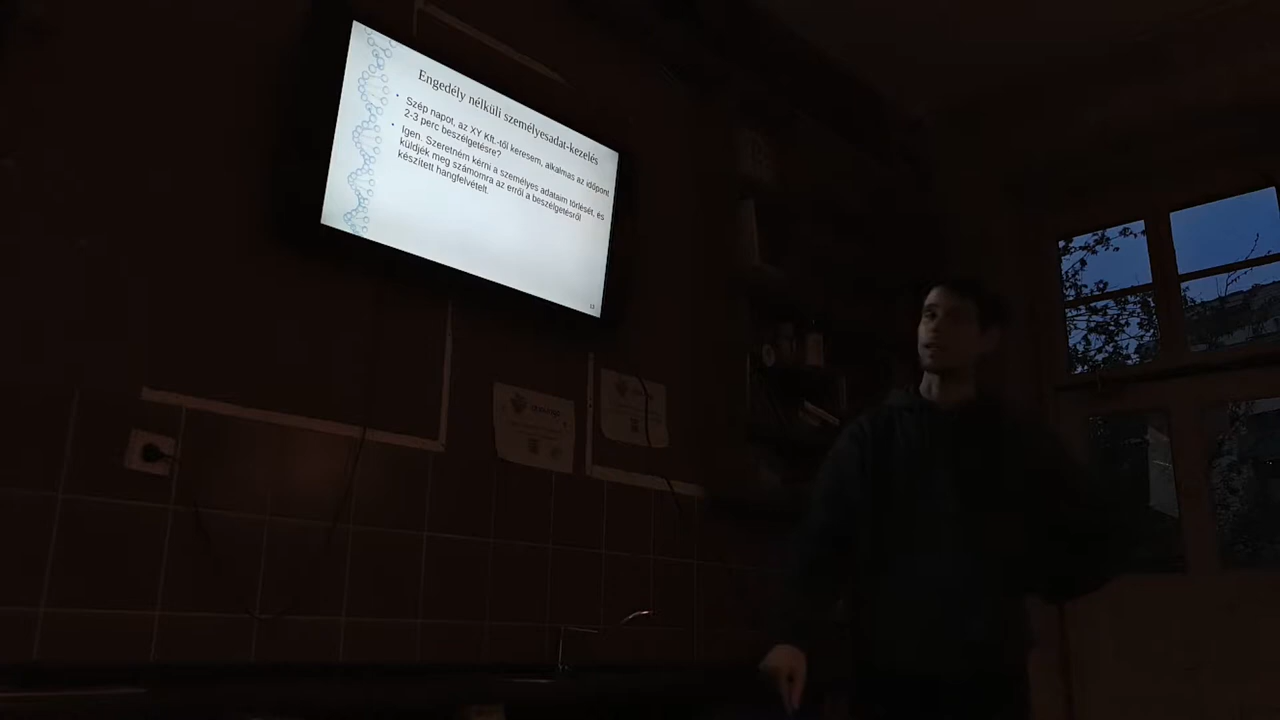 Engedély nélküli személyesadat-kezelés
Szép napot, az XY Kft.-től keresem, alkalmas az időpont
2-3 perc beszélgetésre?
Igen. Szeretném kérni a személyes adataim törlését, és
küldjék meg számomra az erről a beszélgetésről
készített hangfelvételt.